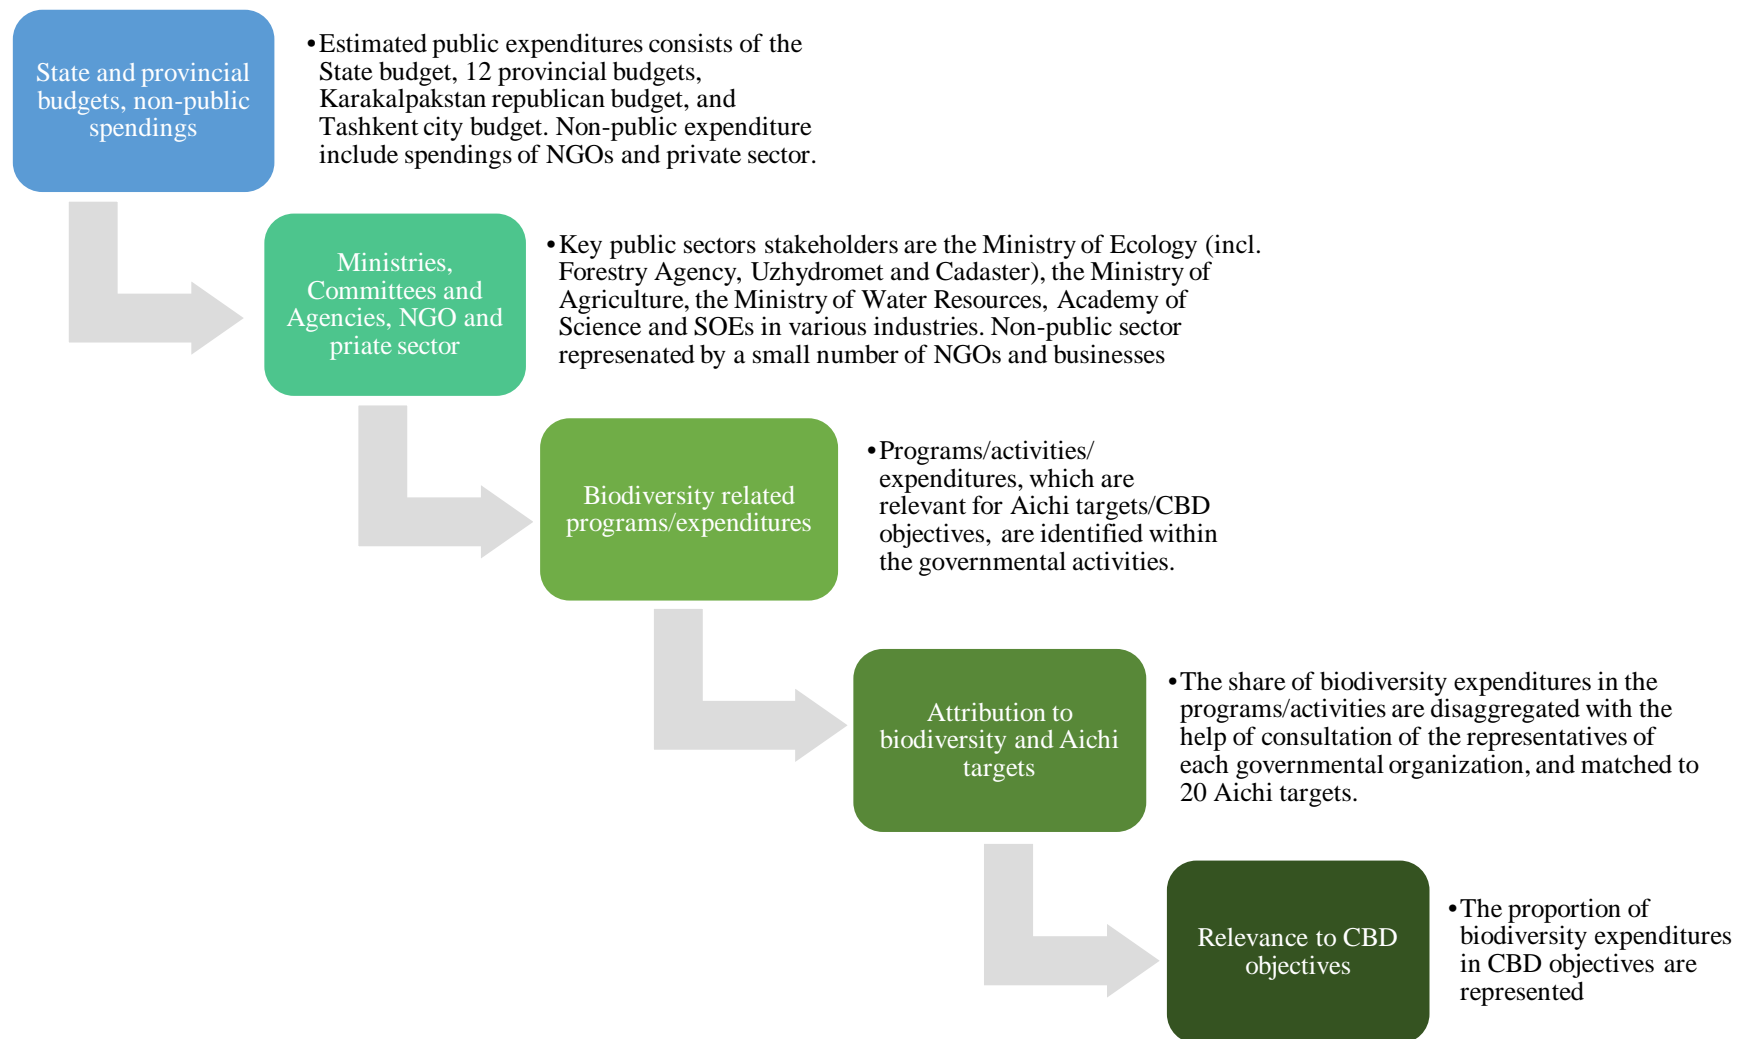 State and provincial
budgets, non-public
spendings
•Estimated public expenditures consists of the
State budget, 12 provincial budgets,
Karakalpakstan republican budget, and
Tashkent city budget. Non-public expenditure
include spendings of NGOs and private sector.
Ministries,
Committees and
Agencies, NGO and
priate sector
•Key public sectors stakeholders are the Ministry of Ecology (incl.
Forestry Agency, Uzhydromet and Cadaster), the Ministry of
Agriculture, the Ministry of Water Resources, Academy of
Science and SOEs in various industries. Non-public sector
represenated by a small number of NGOs and businesses
Biodiversity related
programs/expenditures
•Programs/activities/
expenditures, which are
relevant for Aichi targets/CBD
objectives, are identified within
the governmental activities.
Attribution to
biodiversity and Aichi
targets
•The share of biodiversity expenditures in the
programs/activities are disaggregated with the
help of consultation of the representatives of
each governmental organization, and matched to
20 Aichi targets.
Relevance to CBD
objectives
•The proportion of
biodiversity expenditures
in CBD objectives are
represented